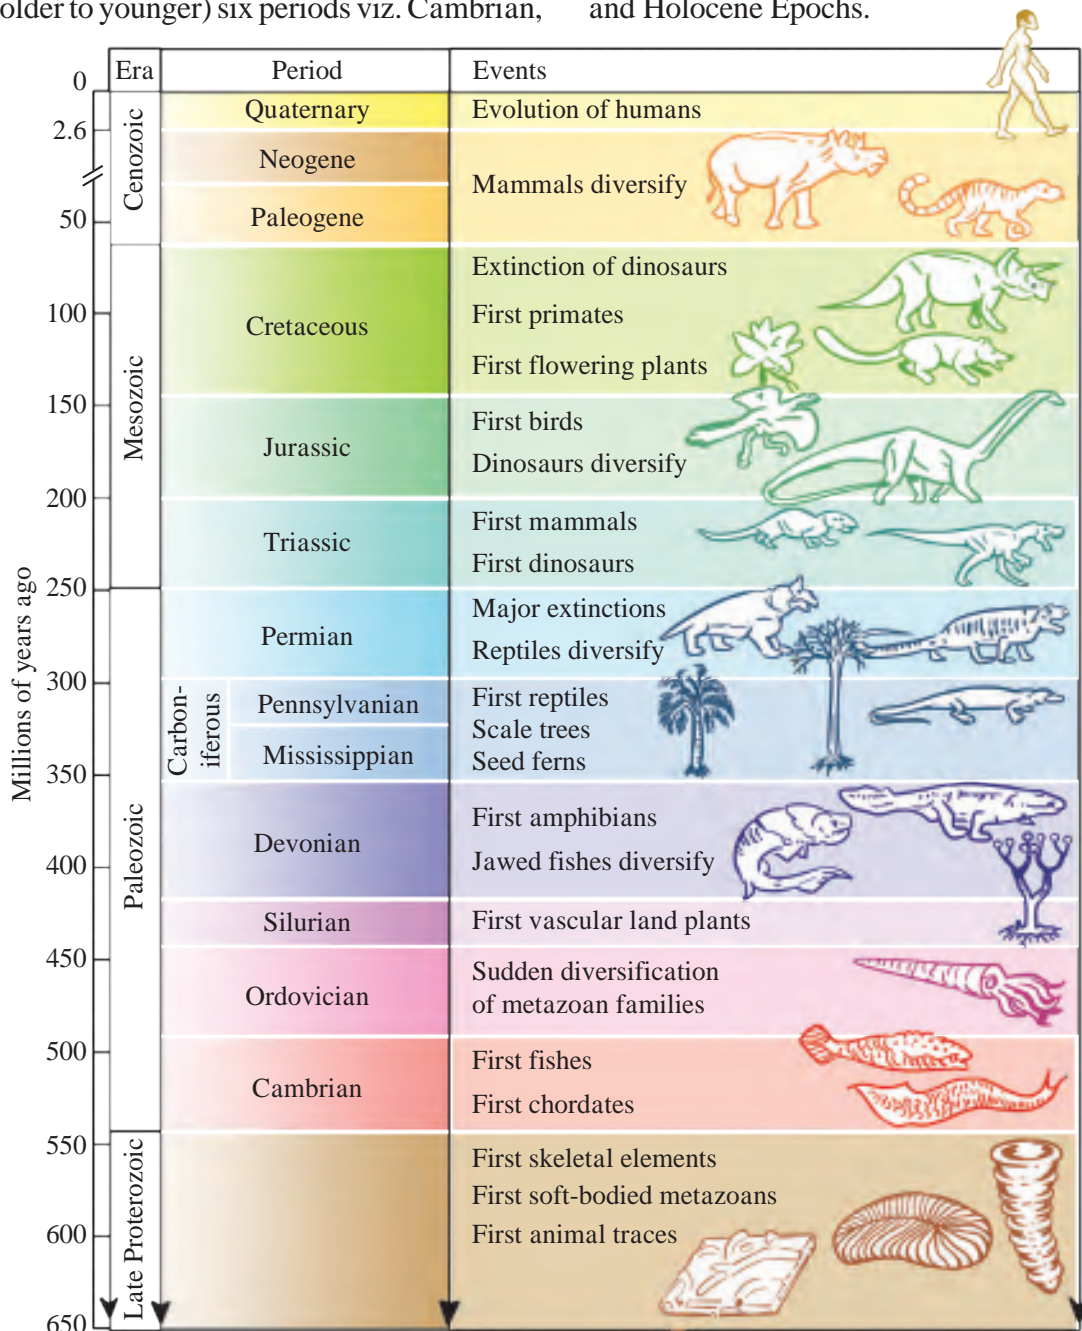 older to younger) six periods viz. Cambrian,
and Holocene Epochs.
Era
Period
Events
0
2.6
50
100
150
200
250
300
350
400
450
500
550
600
650
Millions of years ago
Cenozoic
Mesozoic
Paleozoic
Late Proterozoic
Quaternary
Evolution of humans
Neogene
Paleogene
Mammals diversify
Cretaceous
Extinction of dinosaurs
First primates
First flowering plants
Jurassic
First birds
Dinosaurs diversify
Triassic
First mammals
First dinosaurs
Permian
Major extinctions
Reptiles diversify
Carbon-
iferous
Pennsylvanian
Mississippian
First reptiles
Scale trees
Seed ferns
Devonian
First amphibians
Jawed fishes diversify
Silurian
First vascular land plants
Ordovician
Sudden diversification
of metazoan families
Cambrian
First fishes
First chordates
First skeletal elements
First soft-bodied metazoans
First animal traces